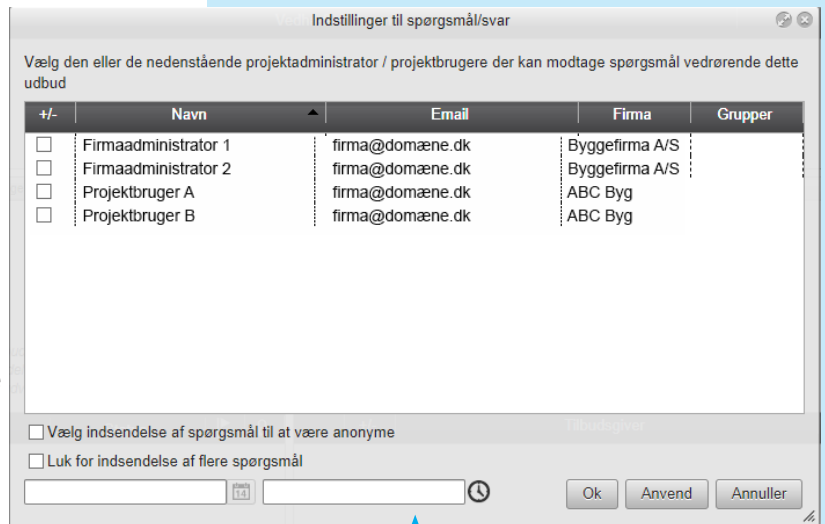 Indstillinger til spørgsmål/svar
Vælg den eller de nedenstående projektadministrator / projektbrugere der kan modtage spørgsmål vedrørende dette
udbud
+/- Navn Email Firma Grupper
Firmaadministrator 1 firma@domæne.dk Byggefirma A/S
Firmaadministrator 2 firma@domæne.dk Byggefirma A/S
Projektbruger A firma@domæne.dk ABC Byg
Projektbruger B firma@domæne.dk ABC Byg
Tilbudsgiver
Vælg indsendelse af spørgsmål til at være anonyme
Luk for indsendelse af flere spørgsmål
14
Ok Anvend Annuller